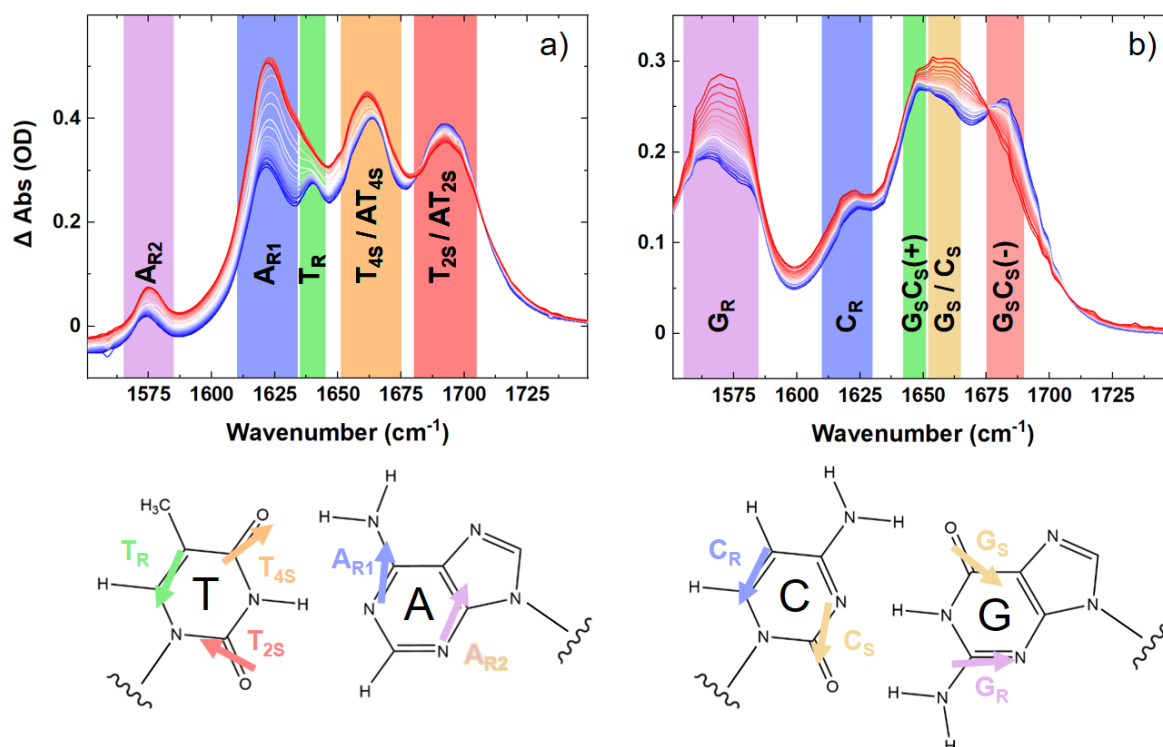 a)
Δ Abs (OD)
0.4
0.2
0
A_R2
A_R1
T_R
T_4S / AT_4S
T_2S / AT_2S
1575 1600 1625 1650 1675 1700 1725
Wavenumber (cm⁻¹)
b)
0.3
0.2
0.1
0
G_R
C_R
G_SC_S(+)
G_S / C_S
G_SC_S(-)
1575 1600 1625 1650 1675 1700 1725
Wavenumber (cm⁻¹)
H₃C
O
T_R
T_4S
H
T
N
H
N
T_2S
O
H
H
N
A_R1
N
N
A
N
N
A_R2
H
H
H
N
H
C_R
H
C
N
N
C_S
O
O
G_S
N
H
N
G
N
N
G_R
N
H
H